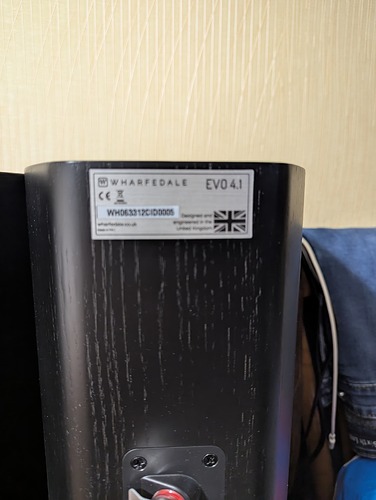 W WHARFEDALE EVO 4.1
CE
WH063312CID0005
Designed and
engineered in the
United Kingdom
wharfedale.co.uk